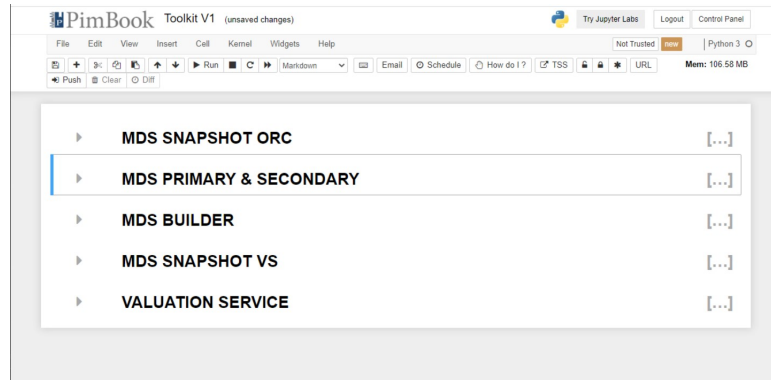 PimBook Toolkit V1 (unsaved changes) Try Jupyter Labs Logout Control Panel
File Edit View Insert Cell Kernel Widgets Help Not Trusted new Python 3
Run Markdown Email Schedule How do I ? TSS URL Mem: 106.58 MB
Push Clear Diff
MDS SNAPSHOT ORC [...]
MDS PRIMARY & SECONDARY [...]
MDS BUILDER [...]
MDS SNAPSHOT VS [...]
VALUATION SERVICE [...]